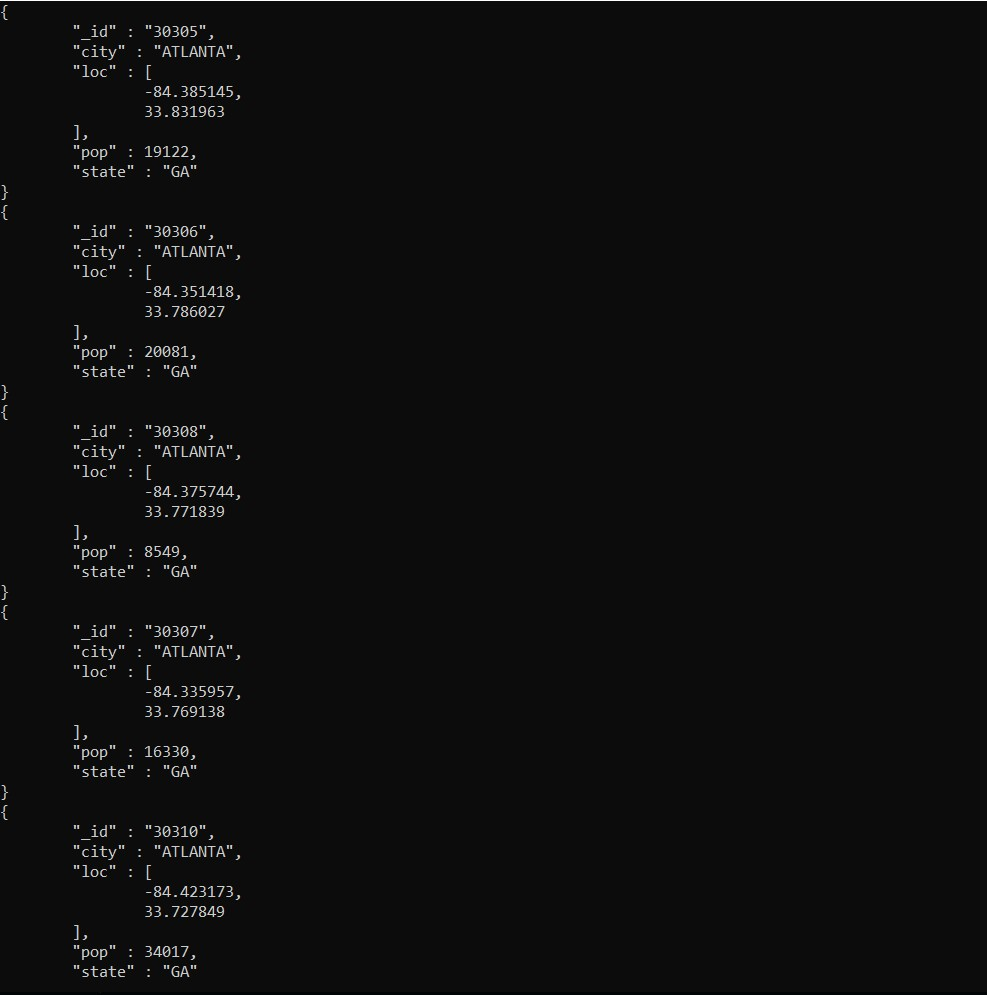 {
"_id" : "30305",
"city" : "ATLANTA",
"loc" : [
-84.385145,
33.831963
],
"pop" : 19122,
"state" : "GA"
}
{
"_id" : "30306",
"city" : "ATLANTA",
"loc" : [
-84.351418,
33.786027
],
"pop" : 20081,
"state" : "GA"
}
{
"_id" : "30308",
"city" : "ATLANTA",
"loc" : [
-84.375744,
33.771839
],
"pop" : 8549,
"state" : "GA"
}
{
"_id" : "30307",
"city" : "ATLANTA",
"loc" : [
-84.335957,
33.769138
],
"pop" : 16330,
"state" : "GA"
}
{
"_id" : "30310",
"city" : "ATLANTA",
"loc" : [
-84.423173,
33.727849
],
"pop" : 34017,
"state" : "GA"